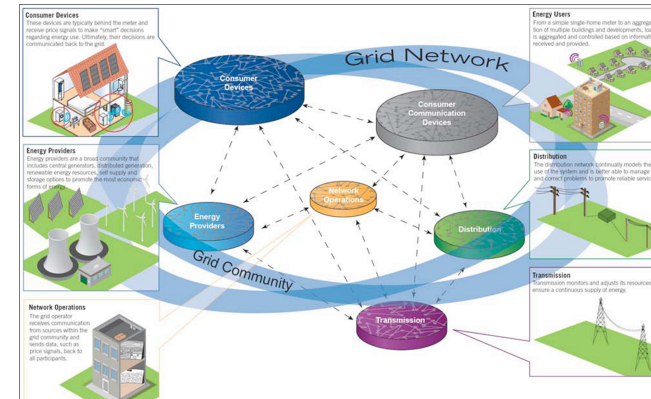 Consumer Devices
These devices are typically behind the meter and
receive price signals to make "smart" decisions
regarding energy use. Ultimately, their decisions are
communicated back to the grid.
Energy Users
From a simple single-home meter to an aggrega-
tion of multiple buildings and developments,
is aggregated and controlled based on
received and provided.
Grid Network
Consumer
Devices
Consumer
Communication
Devices
Energy Providers
Energy providers are a broad community that
includes central generators, distributed generation,
renewable energy resources, self supply and
storage options to promote the most economic
forms of energy.
Distribution
The distribution network continually models the
use of the system and is better able to manage
and correct problems to promote reliable
Network
Operations
Energy
Providers
Distribution
Grid Community
Transmission
Transmission monitors and adjusts its resources
ensure a continuous supply of energy.
Network Operations
The grid operator
receives communication
from sources within the
grid community and
sends data, such as
price signals, back to
all participants.
Transmission